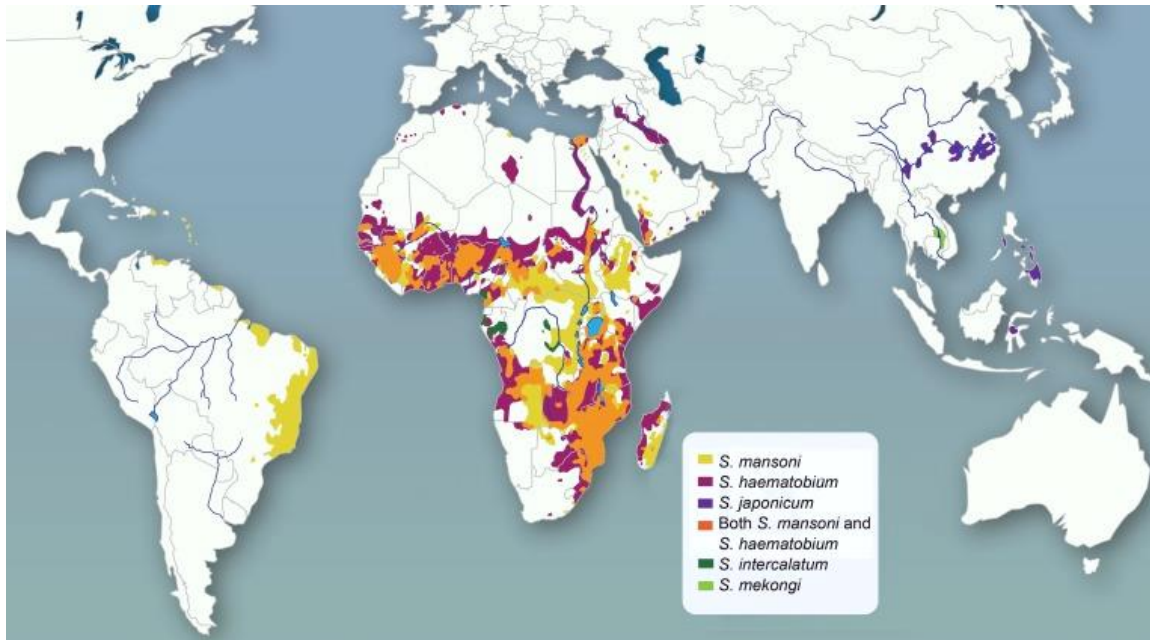 S. mansoni
S. haematobium
S. japonicum
Both S. mansoni and
S. haematobium
S. intercalatum
S. mekongi